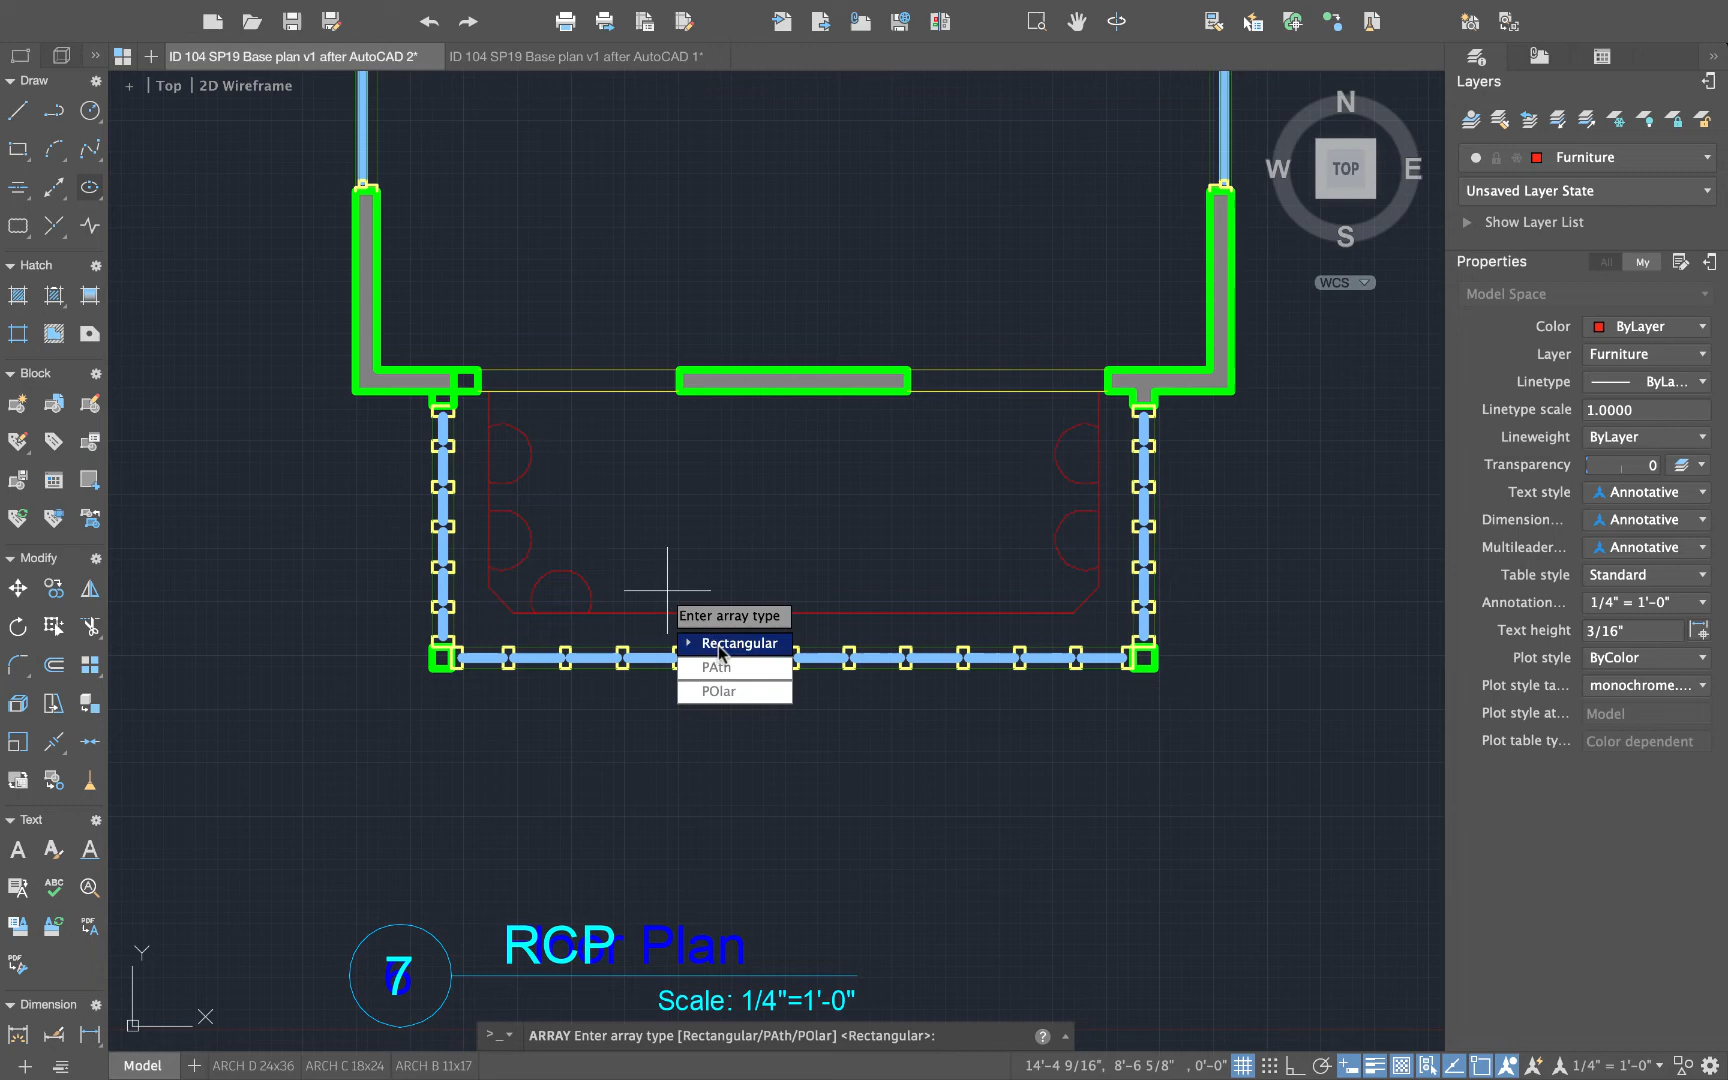 ID 104 SP19 Base plan v1 after AutoCAD 2*
ID 104 SP19 Base plan v1 after AutoCAD 1*
Draw
Layers
+ | Top | 2D Wireframe
N
W
TOP
E
S
WCS
Furniture
Unsaved Layer State
Show Layer List
Hatch
Properties
All
My
Model Space
Color
ByLayer
Layer
Furniture
Linetype
ByLa...
Block
Linetype scale
1.0000
Lineweight
ByLayer
Transparency
0
Text style
Annotative
Dimension...
Annotative
Multileader...
Annotative
Modify
Table style
Standard
Annotation...
1/4" = 1'-0"
Text height
3/16"
Plot style
ByColor
Plot style ta...
monochrome....
Plot style at...
Model
Plot table ty...
Color dependent
Enter array type
Rectangular
PAth
POlar
Text
A
A
A
ABC
PDF
A
PDF
RCP
Plan
7
Scale: 1/4"=1'-0"
Y
X
Dimension
>_ ARRAY Enter array type [Rectangular/PAth/POlar] <Rectangular>:
?
Model
ARCH D 24x36
ARCH C 18x24
ARCH B 11x17
14'-4 9/16", 8'-6 5/8" , 0'-0"
1/4" = 1'-0"